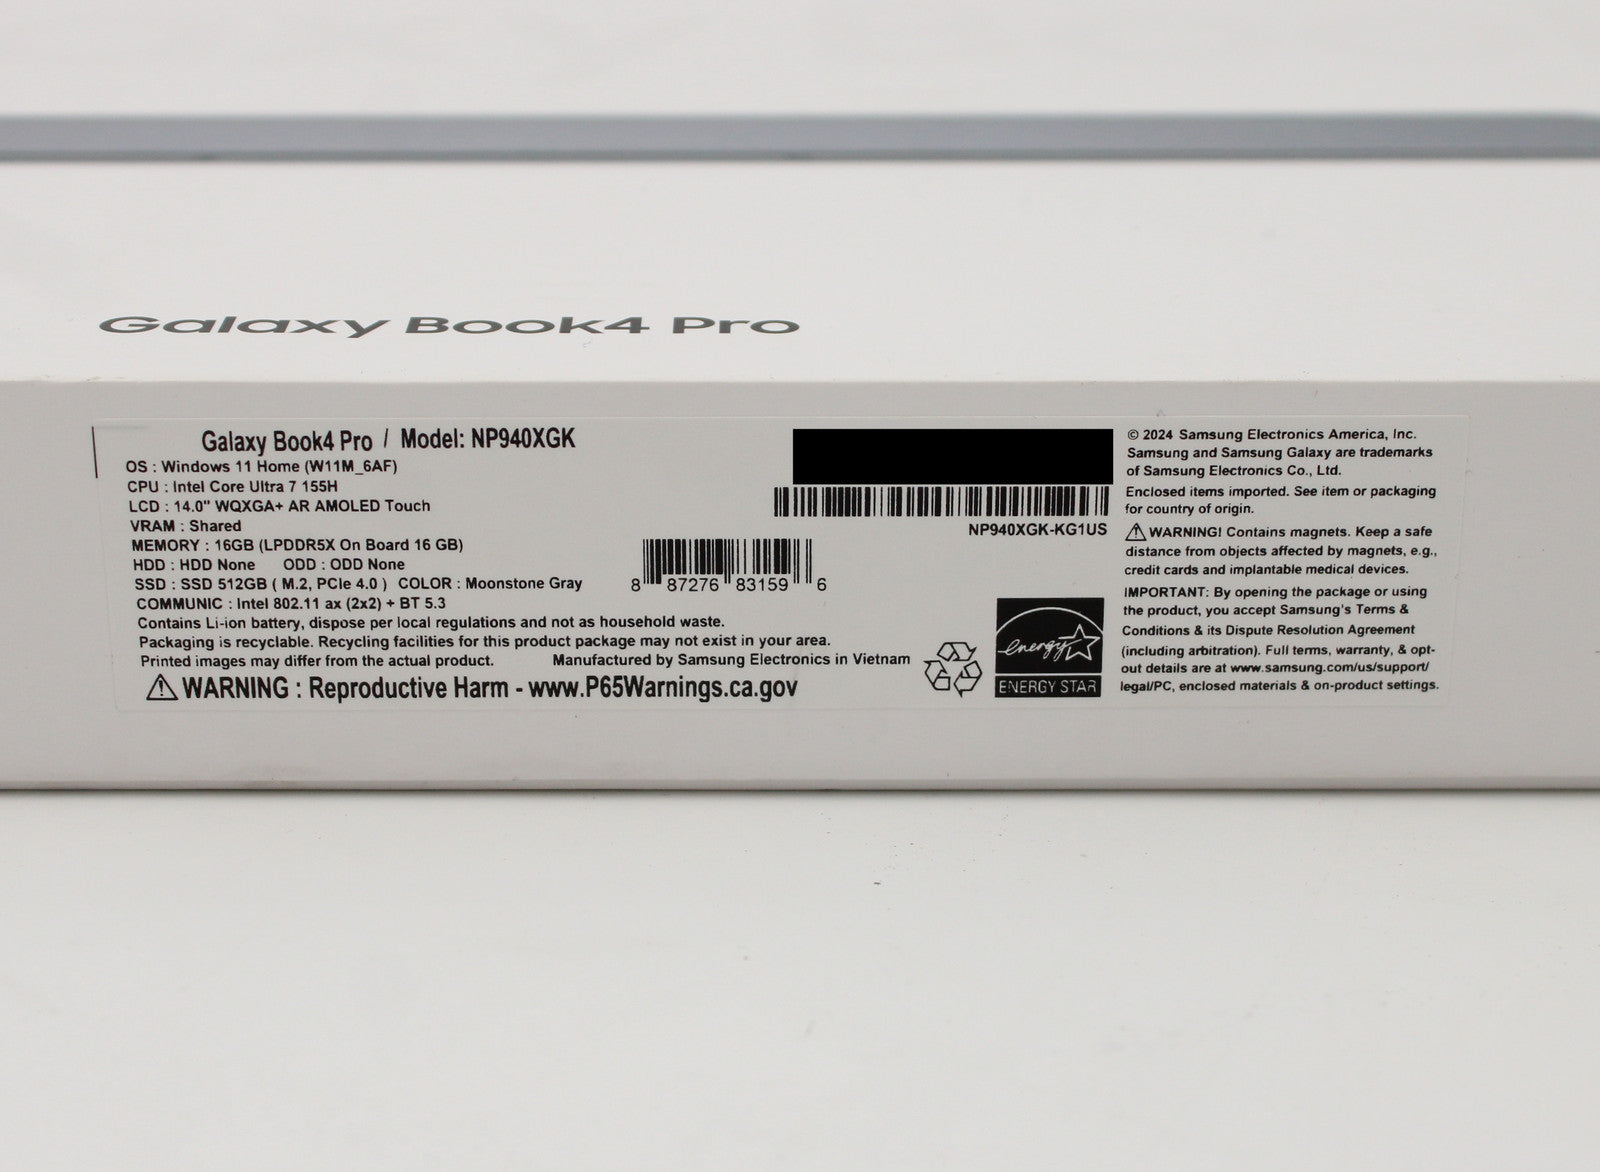 Galaxy Book4 Pro
Galaxy Book4 Pro / Model: NP940XGK
OS : Windows 11 Home (W11M_6AF)
CPU : Intel Core Ultra 7 155H
LCD : 14.0" WQXGA+ AR AMOLED Touch
VRAM : Shared
MEMORY : 16GB (LPDDR5X On Board 16 GB)
HDD : HDD None ODD : ODD None
SSD : SSD 512GB ( M.2, PCIe 4.0 ) COLOR : Moonstone Gray
COMMUNIC : Intel 802.11 ax (2x2) + BT 5.3
Contains Li-ion battery, dispose per local regulations and not as household waste.
Packaging is recyclable. Recycling facilities for this product package may not exist in your area.
Printed images may differ from the actual product. Manufactured by Samsung Electronics in Vietnam
⚠ WARNING : Reproductive Harm - www.P65Warnings.ca.gov
8 87276 83159 6
NP940XGK-KG1US
energy
ENERGY STAR
© 2024 Samsung Electronics America, Inc.
Samsung and Samsung Galaxy are trademarks
of Samsung Electronics Co., Ltd.
Enclosed items imported. See item or packaging
for country of origin.
⚠ WARNING! Contains magnets. Keep a safe
distance from objects affected by magnets, e.g.,
credit cards and implantable medical devices.
IMPORTANT: By opening the package or using
the product, you accept Samsung's Terms &
Conditions & its Dispute Resolution Agreement
(including arbitration). Full terms, warranty, & opt-
out details are at www.samsung.com/us/support/
legal/PC, enclosed materials & on-product settings.